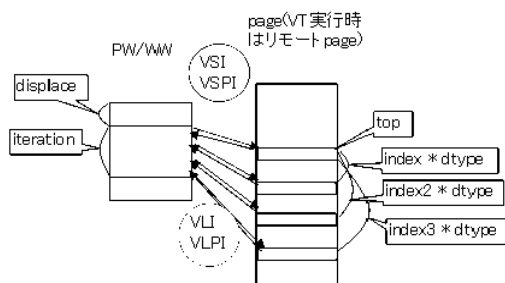 page(VT実行時
はリモートpage)
PW/WW
VSI
VSPI
displace
iteration
top
index * dtype
index2 * dtype
index3 * dtype
VLI
VLPI